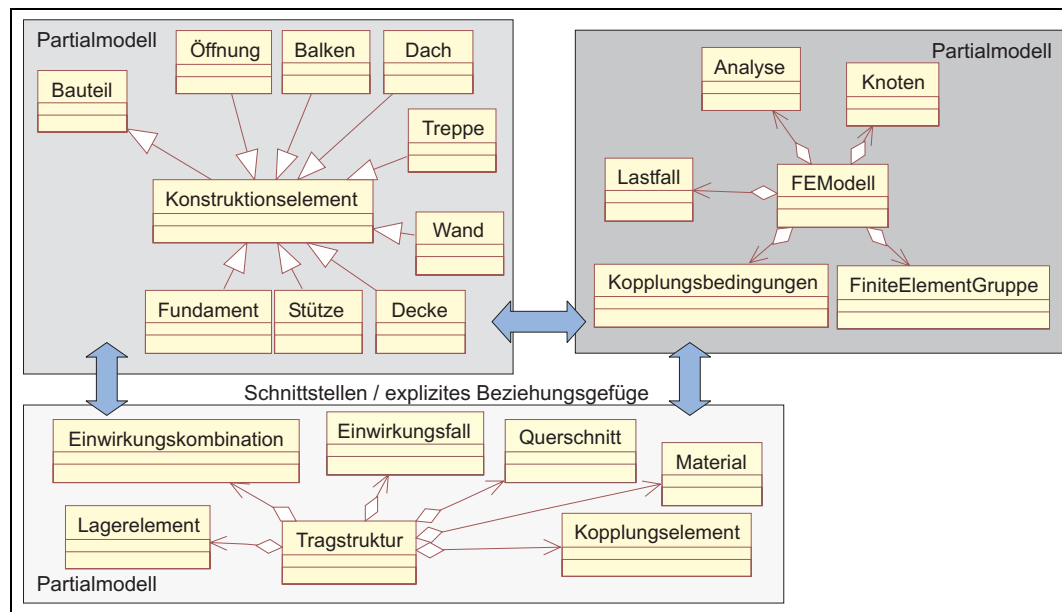 Partialmodell
Öffnung
Balken
Dach
Bauteil
Treppe
Konstruktionselement
Wand
Fundament
Stütze
Decke
Partialmodell
Analyse
Knoten
Lastfall
FEModell
Kopplungsbedingungen
FiniteElementGruppe
Schnittstellen / explizites Beziehungsgefüge
Einwirkungskombination
Einwirkungsfall
Querschnitt
Material
Lagerelement
Tragstruktur
Kopplungselement
Partialmodell